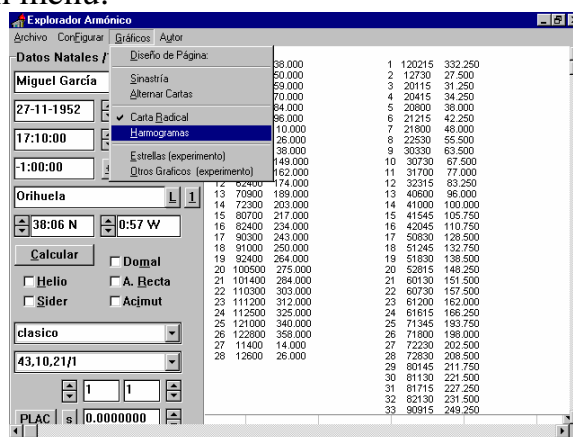 menu.
Explorador Armónico
Archivo ConFigurar Gráficos Autor
Diseño de Página:
Sinastría
Alternar Cartas
✓ Carta Radical
Harmogramas
Estrellas (experimento)
Otros Graficos (experimento)
Datos Natales /
Miguel García
27-11-1952
17:10:00
-1:00:00
Orihuela L 1
38:06 N 0:57 W
Calcular Domal
Helio A. Recta
Sider Acimut
clasico
43,10,21/1
1 1
PLAC s 0.0000000
38.000
50.000
59.000
70.000
84.000
96.000
10.000
26.000
38.000
149.000
162.000
12 62400 174.000
13 70900 189.000
14 72300 203.000
15 80700 217.000
16 82400 234.000
17 90300 243.000
18 91000 250.000
19 92400 264.000
20 100500 275.000
21 101400 284.000
22 110300 303.000
23 111200 312.000
24 112500 325.000
25 121000 340.000
26 122800 358.000
27 11400 14.000
28 12600 26.000
1 120215 332.250
2 12730 27.500
3 20115 31.250
4 20415 34.250
5 20800 38.000
6 21215 42.250
7 21800 48.000
8 22530 55.500
9 30330 63.500
10 30730 67.500
11 31700 77.000
12 32315 83.250
13 40600 96.000
14 41000 100.000
15 41545 105.750
16 42045 110.750
17 50830 128.500
18 51245 132.750
19 51830 138.500
20 52815 148.250
21 60130 151.500
22 60730 157.500
23 61200 162.000
24 61615 166.250
25 71345 193.750
26 71800 198.000
27 72230 202.500
28 72830 208.500
29 80145 211.750
30 81130 221.500
31 81715 227.250
32 82130 231.500
33 90915 249.250